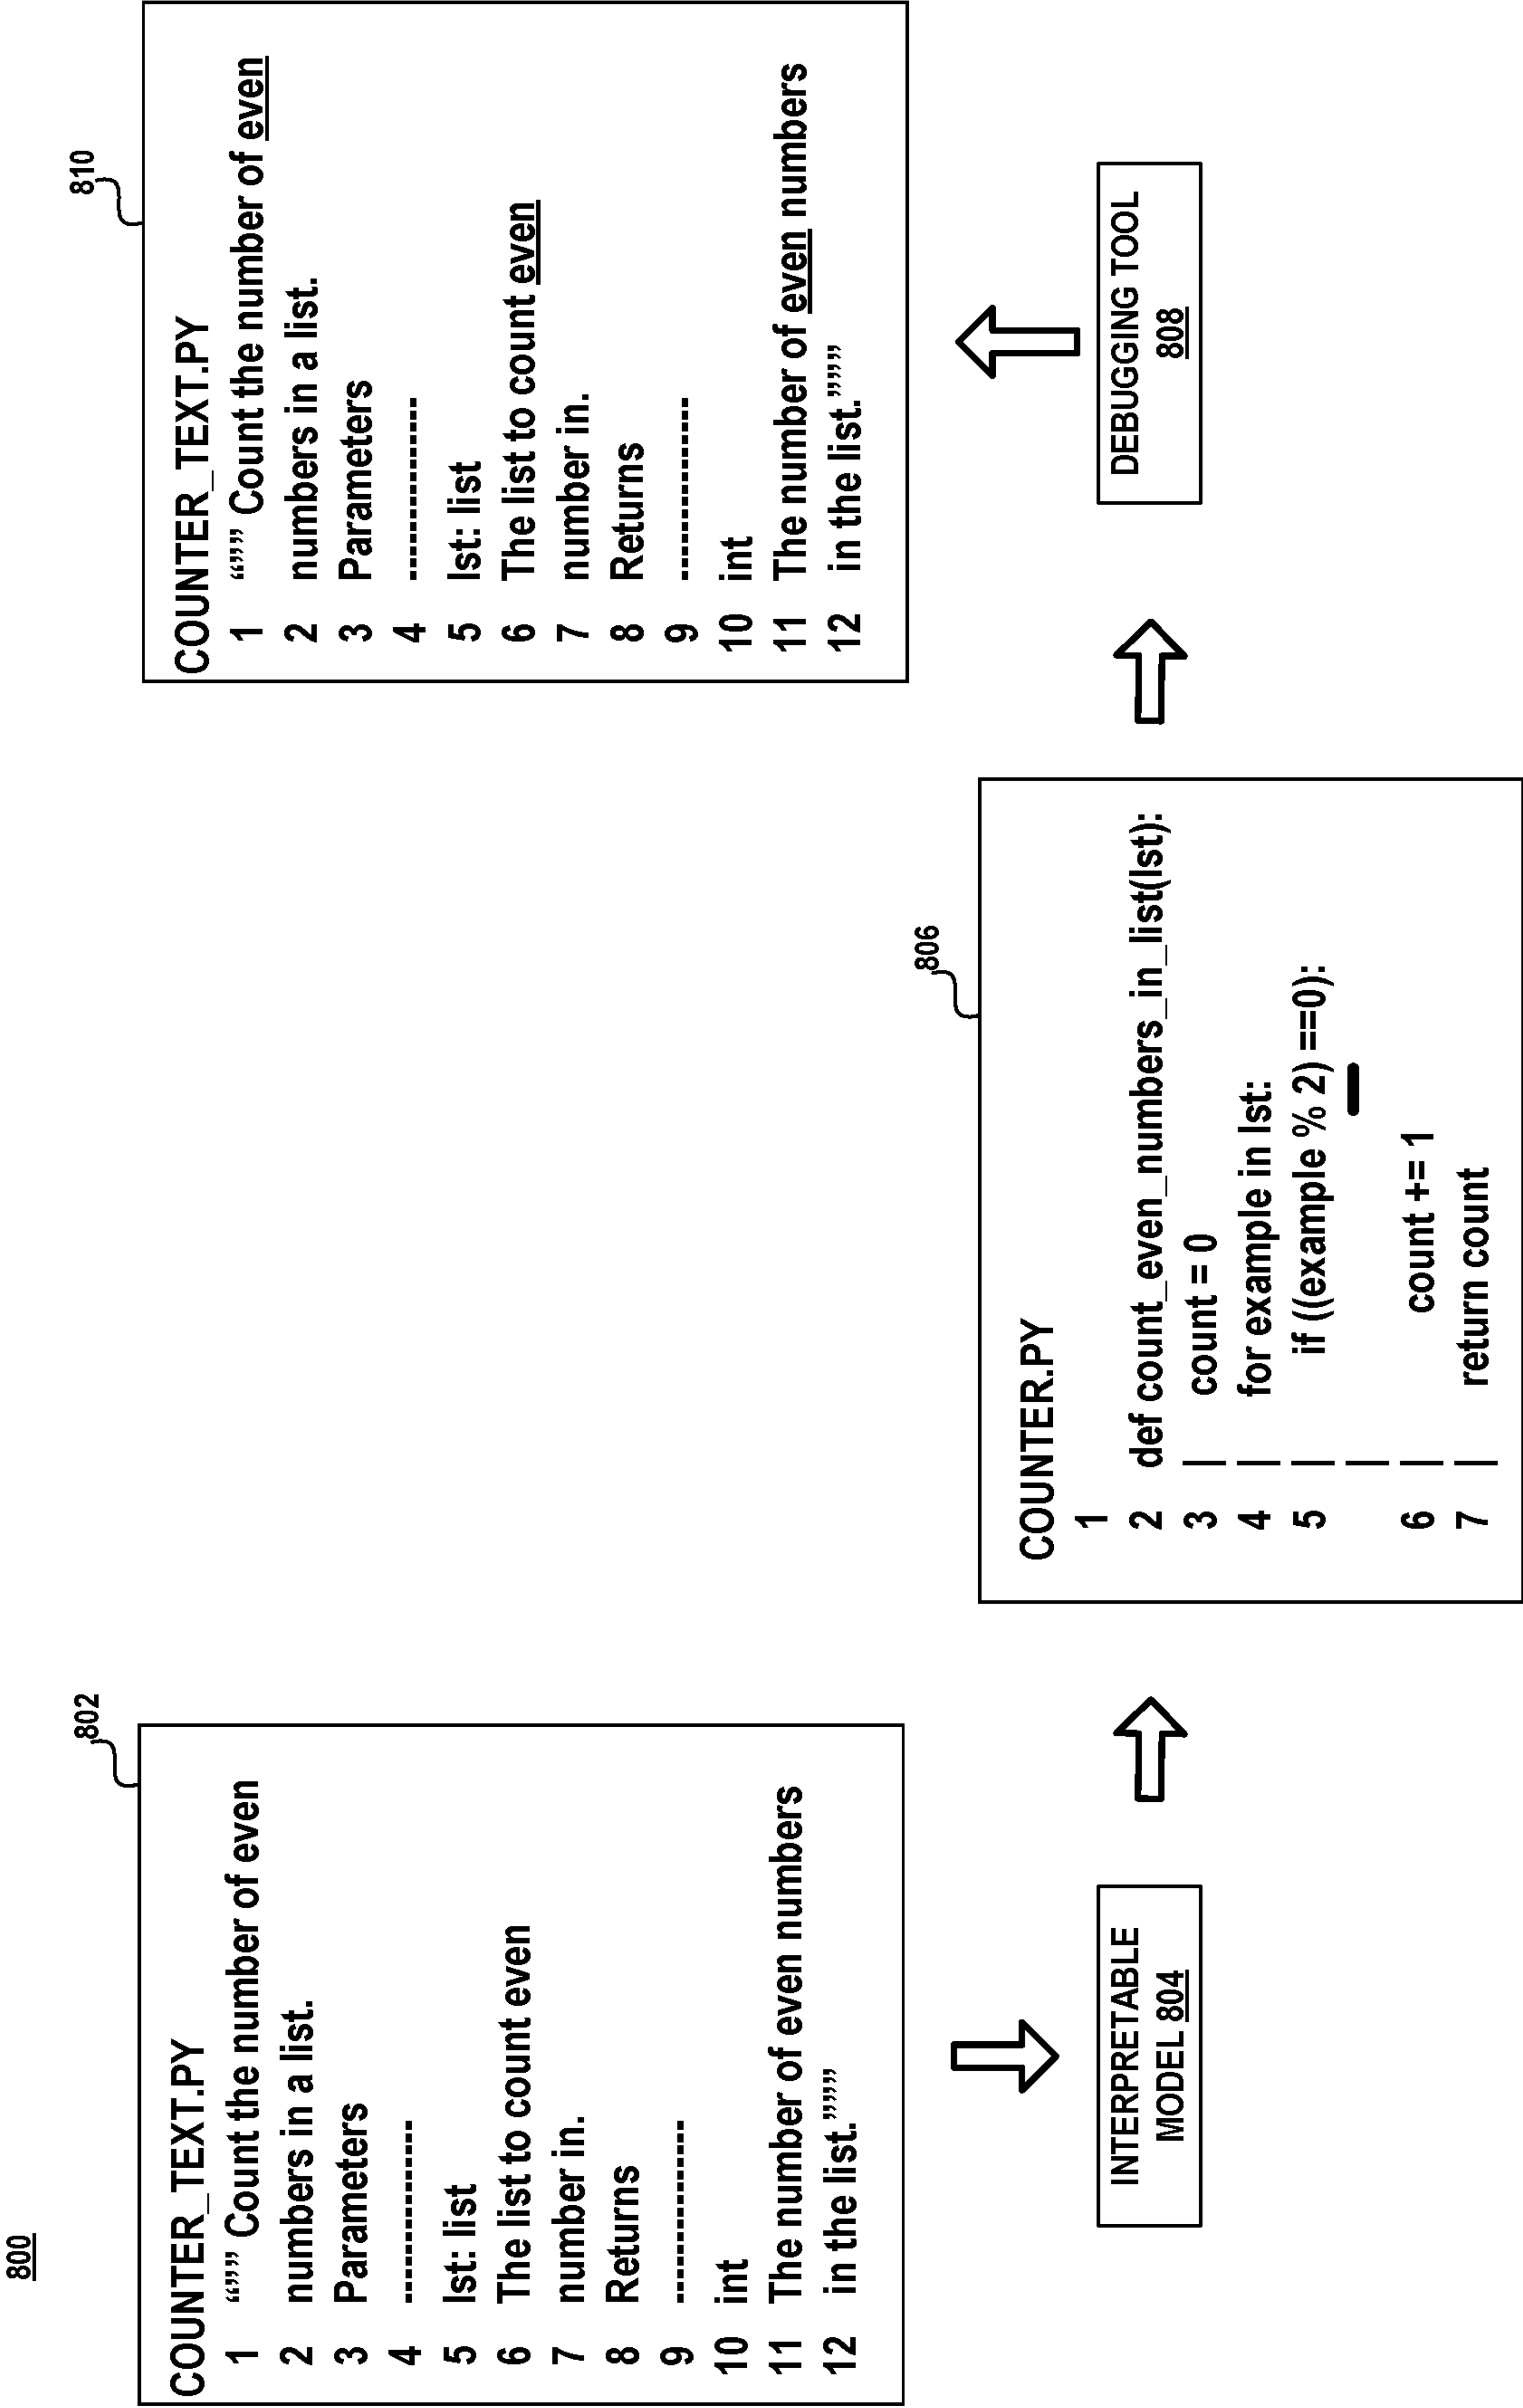 800
802
COUNTER_TEXT.PY
1 “”” Count the number of even
2 numbers in a list.
3 Parameters
4 --------------
5 lst: list
6 The list to count even
7 number in.
8 Returns
9 --------------
10 int
11 The number of even numbers
12 in the list.”””””
INTERPRETABLE
MODEL 804
806
COUNTER.PY
1
2 def count_even_numbers_in_list(lst):
3 | count = 0
4 | for example in lst:
5 | if ((example % 2) ==0):
|
6 | count += 1
7 | return count
DEBUGGING TOOL
808
810
COUNTER_TEXT.PY
1 “”” Count the number of even
2 numbers in a list.
3 Parameters
4 --------------
5 lst: list
6 The list to count even
7 number in.
8 Returns
9 --------------
10 int
11 The number of even numbers
12 in the list.”””””